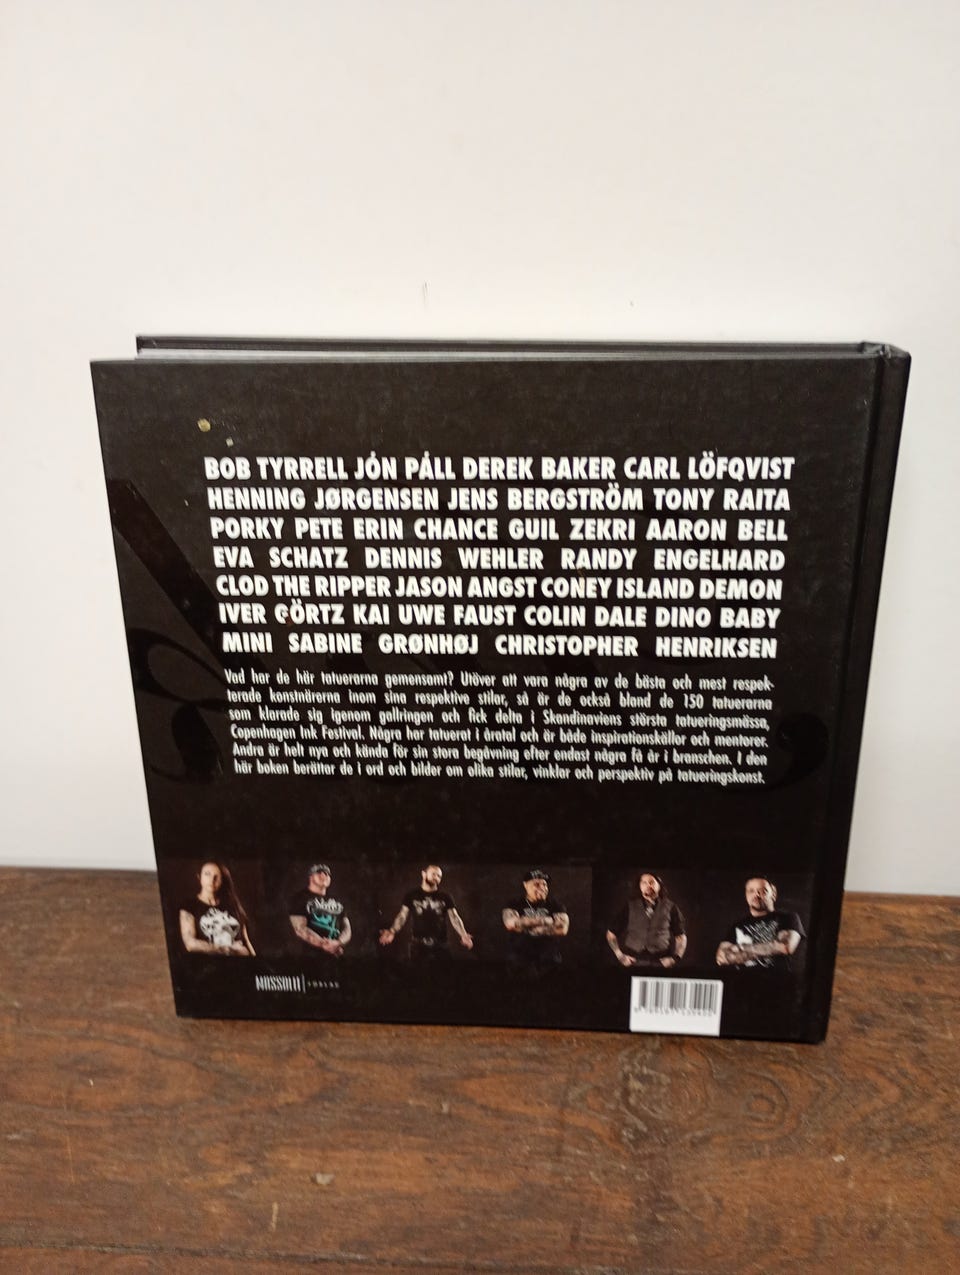 BOB TYRRELL JÓN PÁLL DEREK BAKER CARL LÖFQVIST
HENNING JØRGENSEN JENS BERGSTRÖM TONY RAITA
PORKY PETE ERIN CHANCE GUIL ZEKRI AARON BELL
EVA SCHATZ DENNIS WEHLER RANDY ENGELHARD
CLOD THE RIPPER JASON ANGST CONEY ISLAND DEMON
IVER GÖRTZ KAI UWE FAUST COLIN DALE DINO BABY
MINI SABINE GRØNHØJ CHRISTOPHER HENRIKSEN
Vad har de här tatuerarna gemensamt? Utöver att vara några av de bästa och mest respek-
terade konstnärerna inom sina respektive stilar, så är de också bland de 150 tatuerarna
som klarade sig igenom gallringen och fick delta i Skandinaviens största tatueringsmässa,
Copenhagen Ink Festival. Några har tatuerat i åratal och är både inspirationskällor och mentorer.
Andra är helt nya och kända för sin stora begåvning efter endast några få år i branschen. I den
här boken berättar de i ord och bilder om olika stilar, vinklar och perspektiv på tatueringskonst.
FÖRLAG